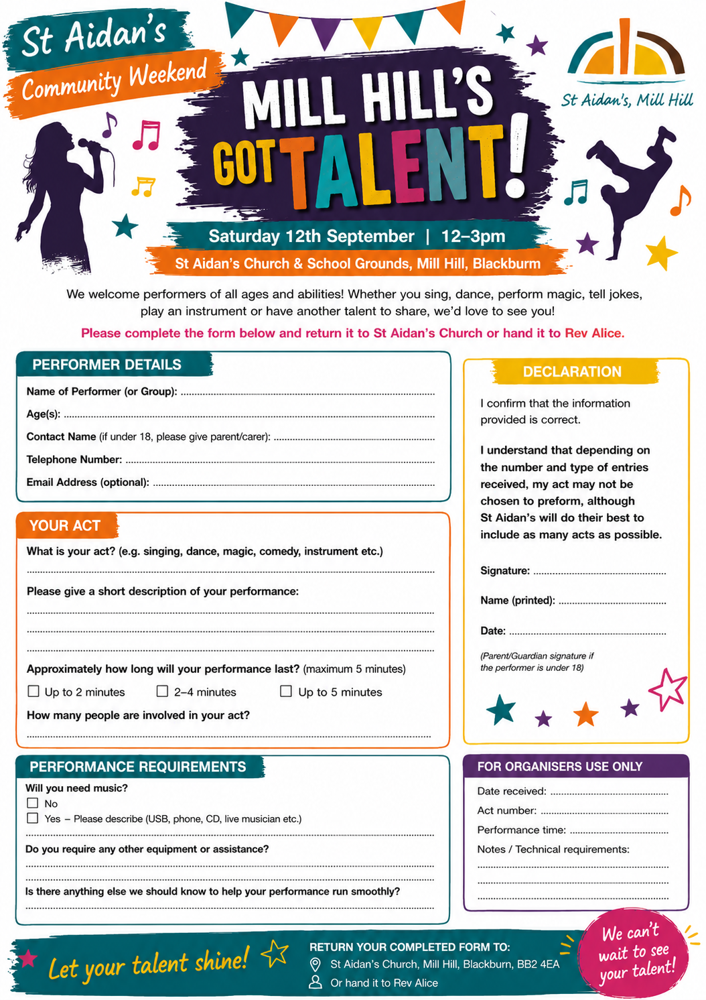 St Aidan's
Community Weekend
MILL HILL'S
GOT TALENT!
St Aidan's, Mill Hill
Saturday 12th September | 12–3pm
St Aidan's Church & School Grounds, Mill Hill, Blackburm
We welcome performers of all ages and abilities! Whether you sing, dance, perform magic, tell jokes,
play an instrument or have another talent to share, we'd love to see you!
Please complete the form below and return it to St Aidan's Church or hand it to Rev Alice.
PERFORMER DETAILS
Name of Performer (or Group):
Age(s):
Contact Name (if under 18, please give parent/carer):
Telephone Number:
Email Address (optional):
YOUR ACT
What is your act? (e.g. singing, dance, magic, comedy, instrument etc.)
Please give a short description of your performance:
Approximately how long will your performance last? (maximum 5 minutes)
Up to 2 minutes
2–4 minutes
Up to 5 minutes
How many people are involved in your act?
PERFORMANCE REQUIREMENTS
Will you need music?
No
Yes – Please describe (USB, phone, CD, live musician etc.)
Do you require any other equipment or assistance?
Is there anything else we should know to help your performance run smoothly?
DECLARATION
I confirm that the information
provided is correct.
I understand that depending on
the number and type of entries
received, my act may not be
chosen to preform, although
St Aidan's will do their best to
include as many acts as possible.
Signature:
Name (printed):
Date:
(Parent/Guardian signature if
the performer is under 18)
FOR ORGANISERS USE ONLY
Date received:
Act number:
Performance time:
Notes / Technical requirements:
Let your talent shine!
RETURN YOUR COMPLETED FORM TO:
St Aidan's Church, Mill Hill, Blackburn, BB2 4EA
Or hand it to Rev Alice
We can't
wait to see
your talent!